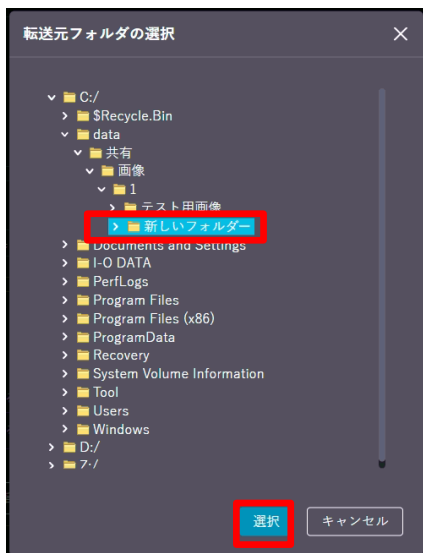 転送元フォルダの選択
C:/
$Recycle.Bin
data
共有
画像
1
テスト用画像
新しいフォルダー
Documents and Settings
I-O DATA
PerfLogs
Program Files
Program Files (x86)
ProgramData
Recovery
System Volume Information
Tool
Users
Windows
D:/
選択 キャンセル